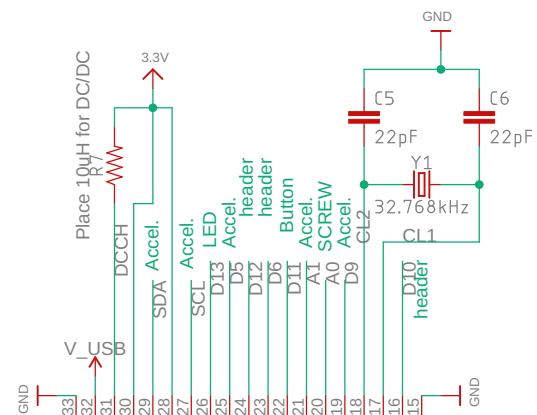 GND
3.3V
C5
C6
22pF
22pF
Y1
32.768kHz
Place 10uH for DC/DC
R7
DCCH
Accel.
SDA
Accel.
SCL
LED
D13
Accel.
D5
header
D12
header
D6
Button
D11
Accel.
A1
SCREW
A0
Accel.
D9
CL2
CL1
D10
header
V_USB
GND
33
32
31
30
29
28
27
26
25
24
23
22
21
20
19
18
17
16
15
GND